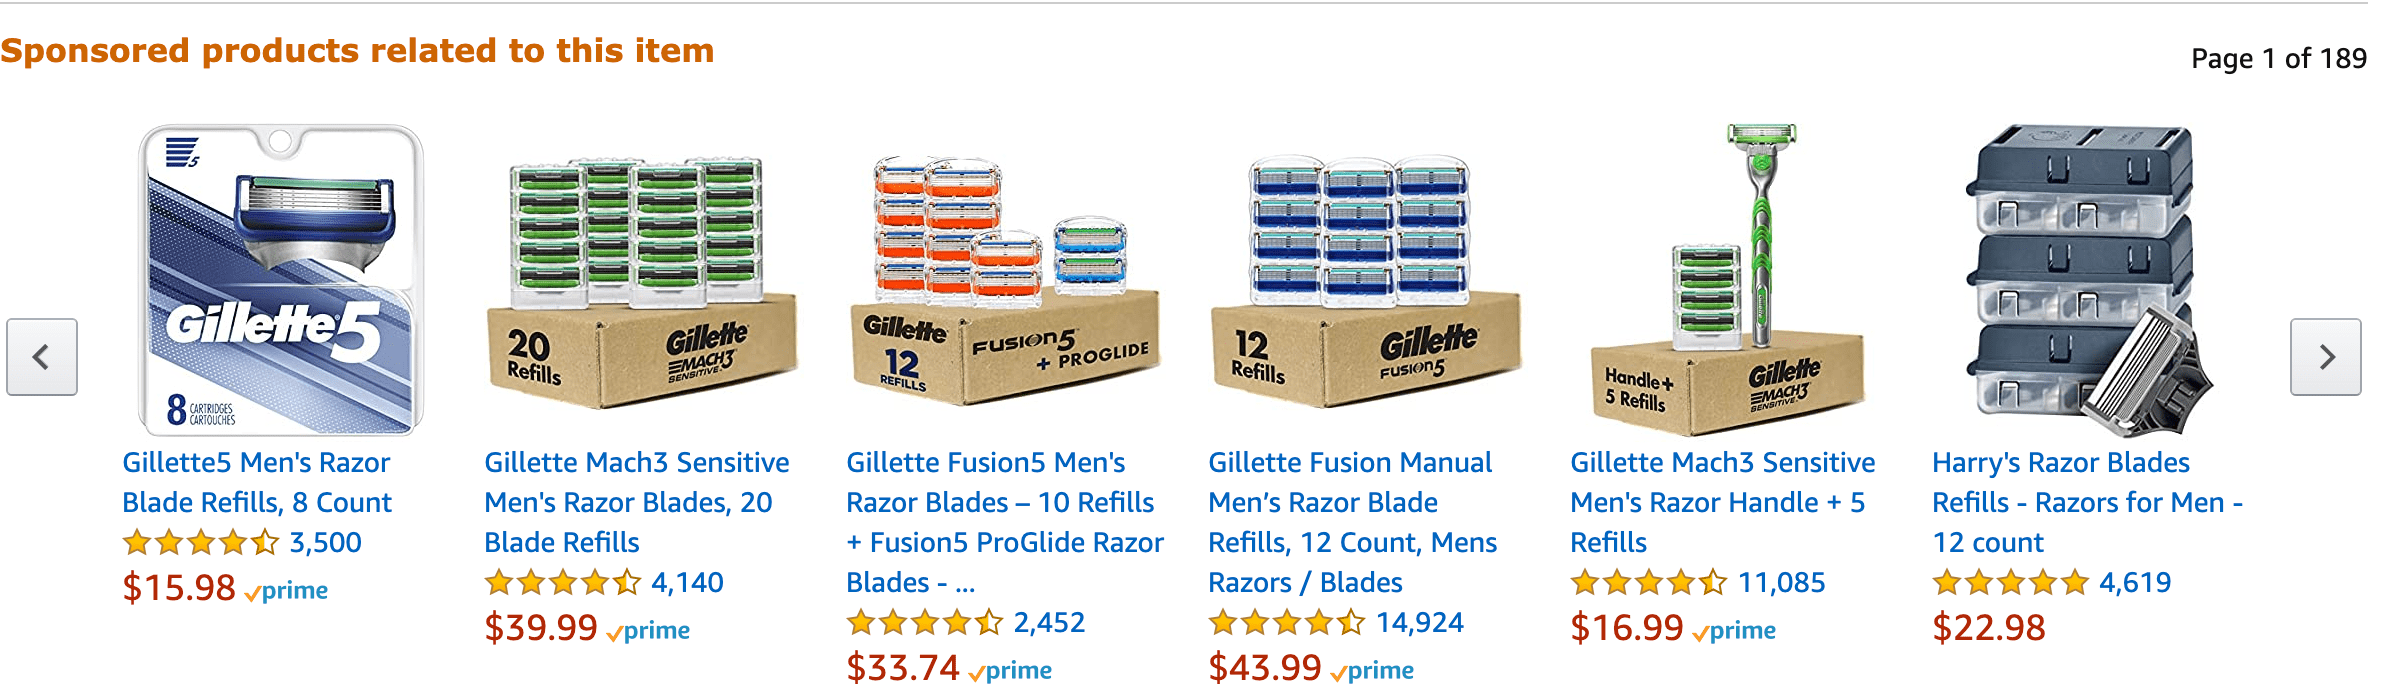 Sponsored products related to this item
Page 1 of 189
5
Gillette5
8 CARTRIDGES
CARTOUCHES
20
Refills
Gillette
MACH3
SENSITIVE
Gillette
12
REFILLS
FUSION5
+ PROGLIDE
12
Refills
Gillette
FUSION5
Handle+
5 Refills
Gillette
MACH3
SENSITIVE
Gillette5 Men's Razor
Blade Refills, 8 Count
3,500
$15.98 prime
Gillette Mach3 Sensitive
Men's Razor Blades, 20
Blade Refills
4,140
$39.99 prime
Gillette Fusion5 Men's
Razor Blades – 10 Refills
+ Fusion5 ProGlide Razor
Blades - ...
2,452
$33.74 prime
Gillette Fusion Manual
Men’s Razor Blade
Refills, 12 Count, Mens
Razors / Blades
14,924
$43.99 prime
Gillette Mach3 Sensitive
Men's Razor Handle + 5
Refills
11,085
$16.99 prime
Harry's Razor Blades
Refills - Razors for Men -
12 count
4,619
$22.98